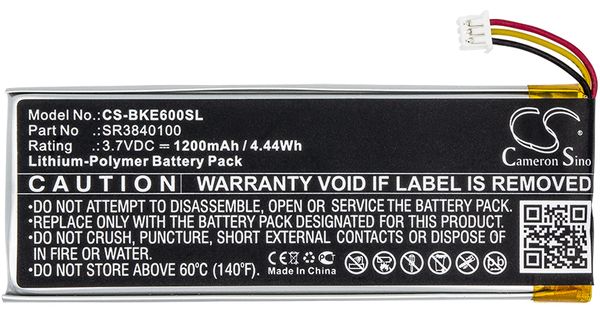 Model No.: CS-BKE600SL
Part No : SR3840100
Rating : 3.7VDC ⎓ 1200mAh / 4.44Wh
Lithium-Polymer Battery Pack
CS
Cameron Sino
CAUTION WARRANTY VOID IF LABEL IS REMOVED
•DO NOT ATTEMPT TO DISASSEMBLE, OPEN OR SERVICE THE BATTERY PACK.
•REPLACE ONLY WITH THE BATTERY DESIGNATED FOR THIS PRODUCT.
•DO NOT CRUSH, PUNCTURE, SHORT CIRCUIT OR DISPOSE OF
IN FIRE OR WATER.
•DO NOT STORE ABOVE 60°C (140°F).
CE
Made In China